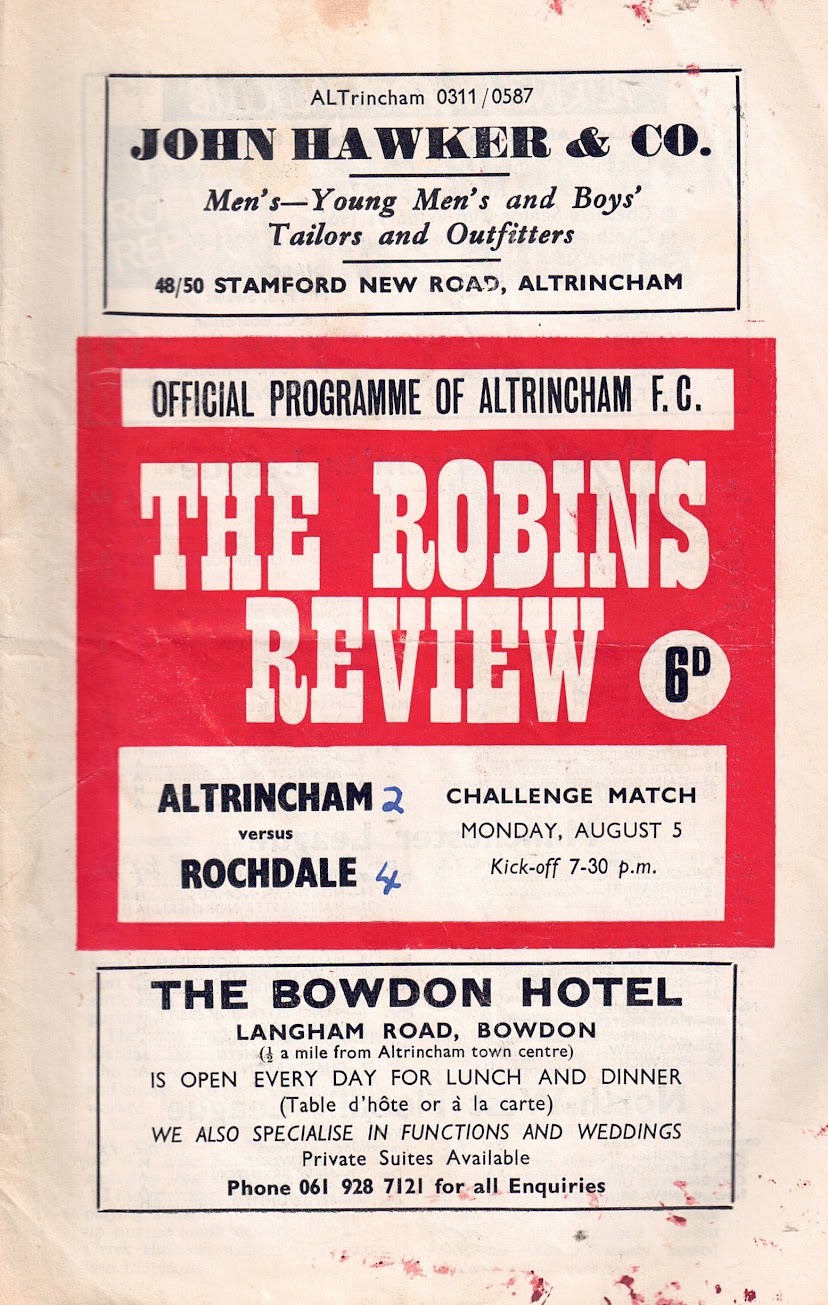 ALTrincham 0311/0587
JOHN HAWKER & CO.
Men's—Young Men's and Boys'
Tailors and Outfitters
48/50 STAMFORD NEW ROAD, ALTRINCHAM
OFFICIAL PROGRAMME OF ALTRINCHAM F.C.
THE ROBINS
REVIEW
6D
ALTRINCHAM 2
versus
ROCHDALE 4
CHALLENGE MATCH
MONDAY, AUGUST 5
Kick-off 7-30 p.m.
THE BOWDON HOTEL
LANGHAM ROAD, BOWDON
(½ a mile from Altrincham town centre)
IS OPEN EVERY DAY FOR LUNCH AND DINNER
(Table d'hôte or à la carte)
WE ALSO SPECIALISE IN FUNCTIONS AND WEDDINGS
Private Suites Available
Phone 061 928 7121 for all Enquiries